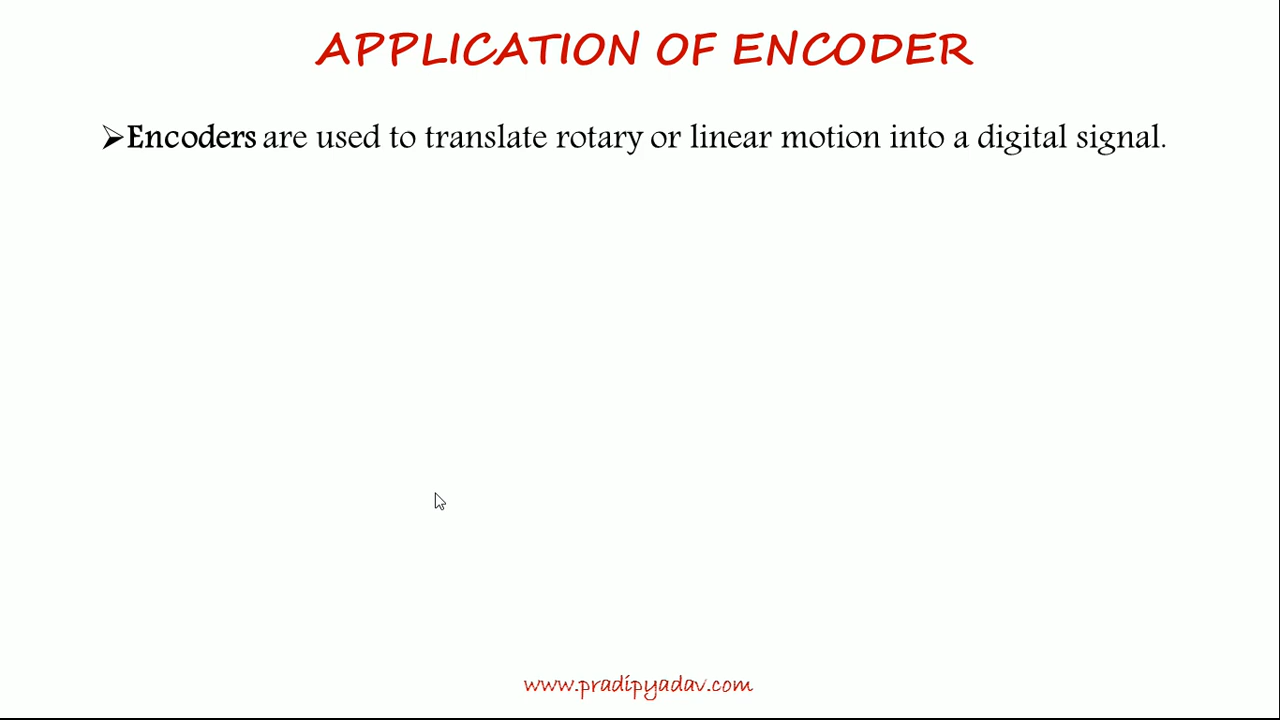 APPLICATION OF ENCODER
➢Encoders are used to translate rotary or linear motion into a digital signal.
www.pradipyadav.com